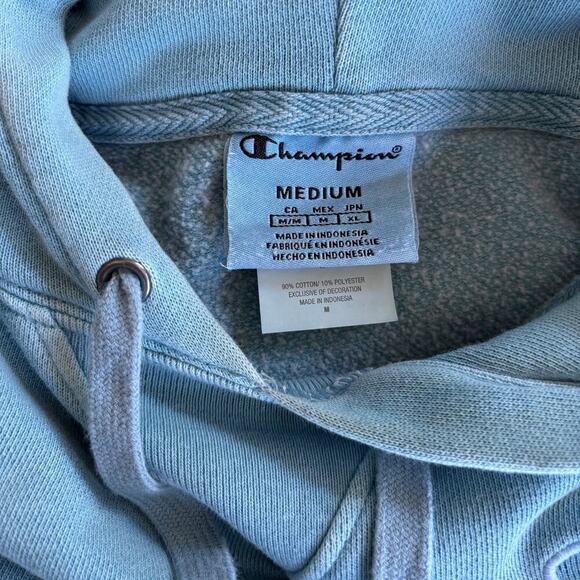 Champion®
MEDIUM
CA MEX JPN
M/M M XL
MADE IN INDONESIA
FABRIQUÉ EN INDONÉSIE
HECHO EN INDONESIA
90% COTTON/ 10% POLYESTER
EXCLUSIVE OF DECORATION
MADE IN INDONESIA
M